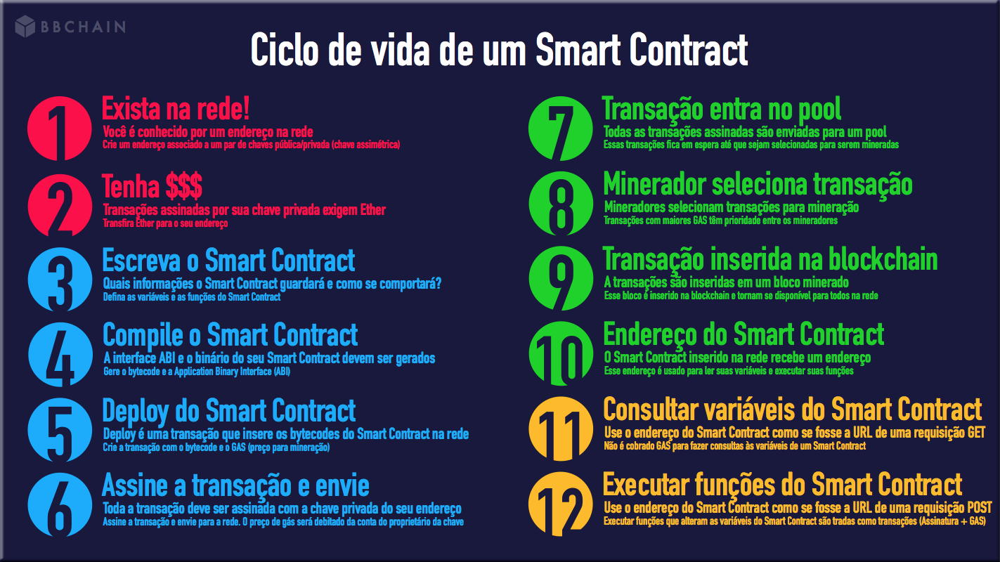 BBCHAIN
Ciclo de vida de um Smart Contract
1
Exista na rede!
Você é conhecido por um endereço na rede
Crie um endereço associado a um par de chaves pública/privada (chave assimétrica)
2
Tenha $$$
Transações assinadas por sua chave privada exigem Ether
Transfira Ether para o seu endereço
3
Escreva o Smart Contract
Quais informações o Smart Contract guardará e como se comportará?
Defina as variáveis e as funções do Smart Contract
4
Compile o Smart Contract
A interface ABI e o binário do seu Smart Contract devem ser gerados
Gere o bytecode e a Application Binary Interface (ABI)
5
Deploy do Smart Contract
Deploy é uma transação que insere os bytecodes do Smart Contract na rede
Crie a transação com o bytecode e o GAS (preço para mineração)
6
Assine a transação e envie
Toda a transação deve ser assinada com a chave privada do seu endereço
Assine a transação e envie para a rede. O preço de gás será debitado da conta do proprietário da chave
7
Transação entra no pool
Todas as transações assinadas são enviadas para um pool
Essas transações fica em espera até que sejam selecionadas para serem mineradas
8
Minerador seleciona transação
Mineradores selecionam transações para mineração
Transações com maiores GAS têm prioridade entre os mineradores
9
Transação inserida na blockchain
A transações são inseridas em um bloco minerado
Esse bloco é inserido na blockchain e tornam se disponível para todos na rede
10
Endereço do Smart Contract
O Smart Contract inserido na rede recebe um endereço
Esse endereço é usado para ler suas variáveis e executar suas funções
11
Consultar variáveis do Smart Contract
Use o endereço do Smart Contract como se fosse a URL de uma requisição GET
Não é cobrado GAS para fazer consultas às variáveis de um Smart Contract
12
Executar funções do Smart Contract
Use o endereço do Smart Contract como se fosse a URL de uma requisição POST
Executar funções que alteram as variáveis do Smart Contract são tradas como transações (Assinatura + GAS)